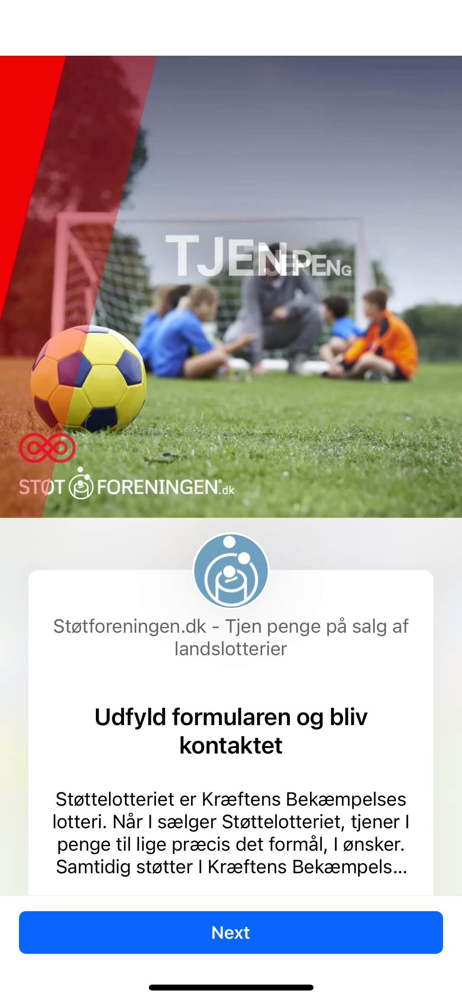 TJEN PENG
STØT FORENINGEN.dk
Støtforeningen.dk - Tjen penge på salg af
landslotterier
Udfyld formularen og bliv
kontaktet
Støttelotteriet er Kræftens Bekæmpelses
lotteri. Når I sælger Støttelotteriet, tjener I
penge til lige præcis det formål, I ønsker.
Samtidig støtter I Kræftens Bekæmpels...
Next